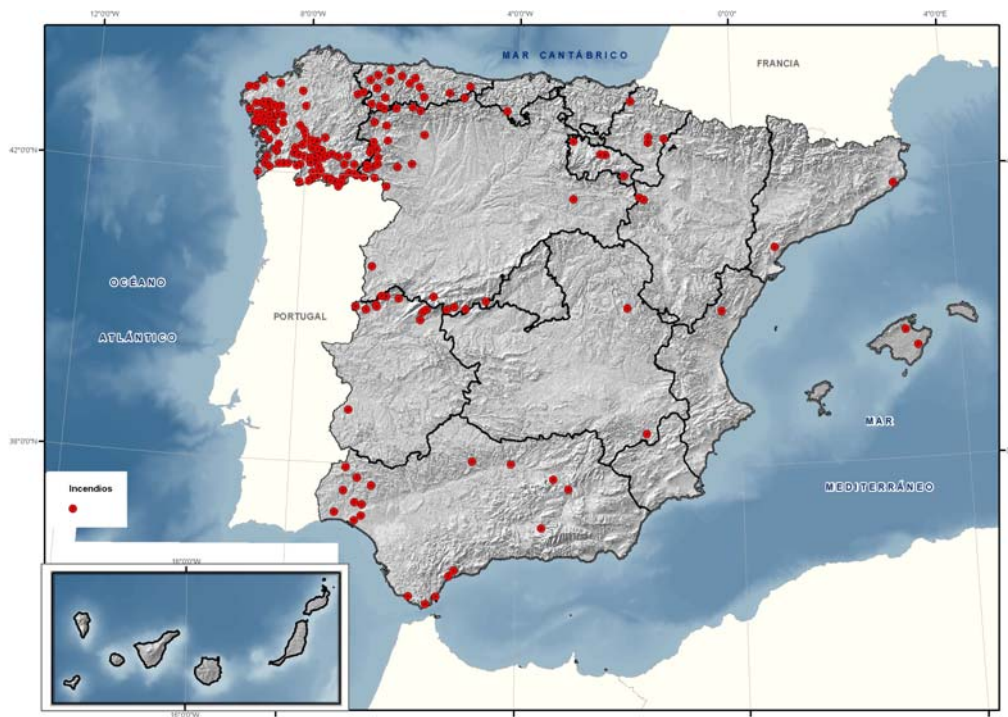 12°0'0"W
8°0'0"W
4°0'0"W
0°0'0"
4°0'0"E
MAR CANTÁBRICO
FRANCIA
42°0'0"N
OCÉANO
ATLÁNTICO
PORTUGAL
MAR
MEDITERRÁNEO
38°0'0"N
Incendios